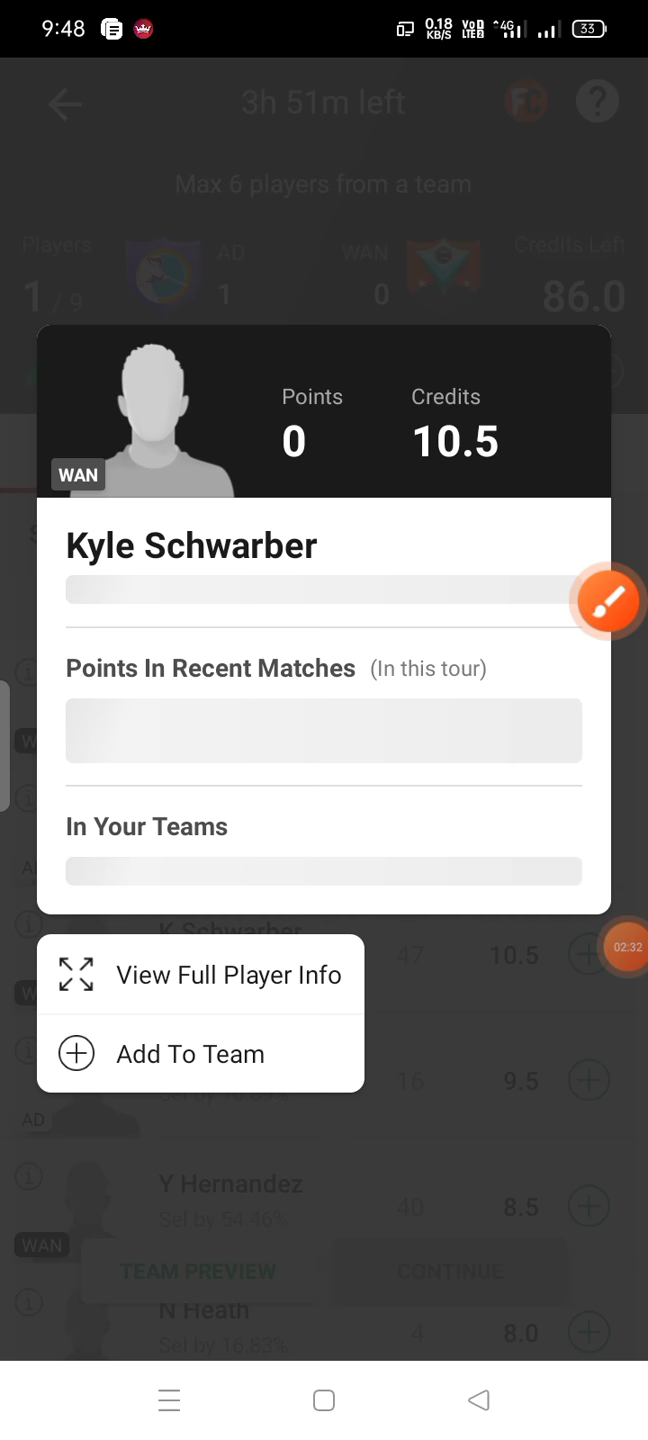 9:48
0.18 KB/S
VoD LTE2
4G
33
3h 51m left
FC
?
Max 6 players from a team
Players
AD
WAN
Credits Left
1 / 9
1
0
86.0
Points
Credits
0
10.5
WAN
Kyle Schwarber
Points In Recent Matches (In this tour)
In Your Teams
K Schwarber
47
10.5
02:32
View Full Player Info
Add To Team
16
9.5
AD
Y Hernandez
Sel by 54.46%
40
8.5
WAN
TEAM PREVIEW
CONTINUE
N Heath
Sel by 16.83%
4
8.0